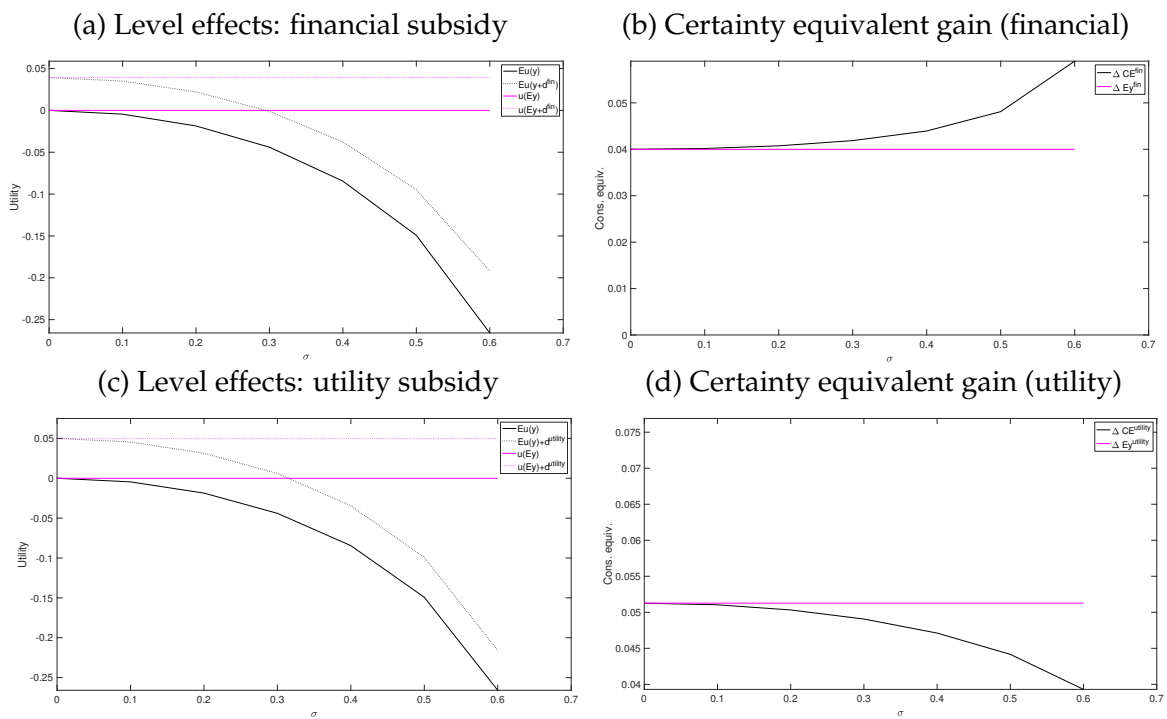 (a) Level effects: financial subsidy
0.05
0
-0.05
-0.1
-0.15
-0.2
-0.25
Utility
0 0.1 0.2 0.3 0.4 0.5 0.6 0.7
σ
Eu(y)
Eu(y+d^fin)
u(Ey)
u(Ey+d^fin)
(b) Certainty equivalent gain (financial)
0.05
0.04
0.03
0.02
0.01
0
Cons. equiv.
0 0.1 0.2 0.3 0.4 0.5 0.6 0.7
σ
Δ CE^fin
Δ Ey^fin
(c) Level effects: utility subsidy
0.05
0
-0.05
-0.1
-0.15
-0.2
-0.25
Utility
0 0.1 0.2 0.3 0.4 0.5 0.6 0.7
σ
Eu(y)
Eu(y)+d^utility
u(Ey)
u(Ey)+d^utility
(d) Certainty equivalent gain (utility)
0.075
0.07
0.065
0.06
0.055
0.05
0.045
0.04
Cons. equiv.
0 0.1 0.2 0.3 0.4 0.5 0.6 0.7
σ
Δ CE^utility
Δ Ey^utility